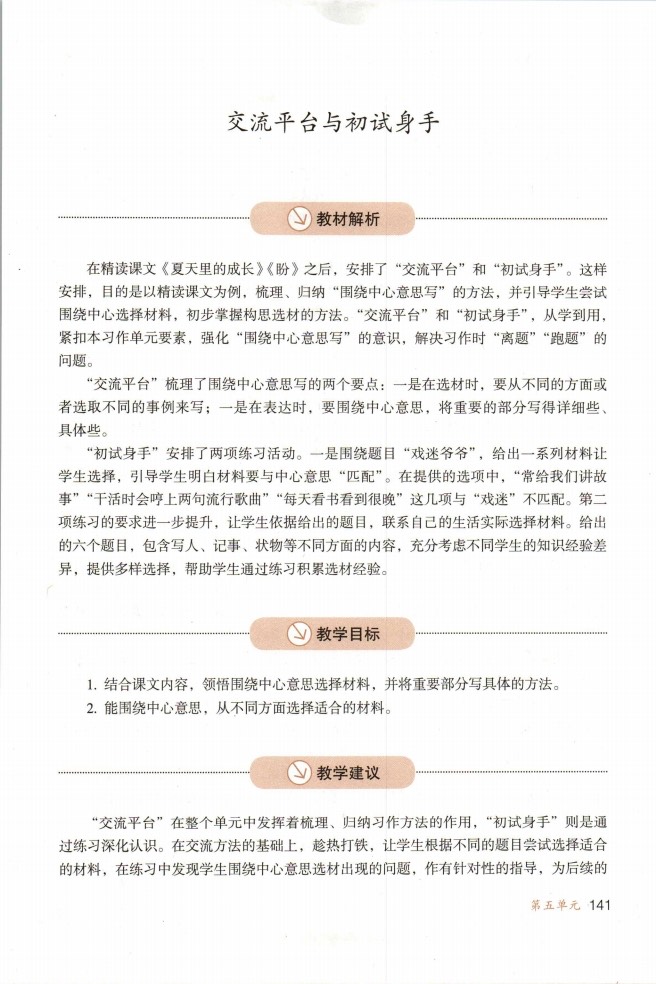 交流平台与初试身手
教材解析
在精读课文《夏天里的成长》《盼》之后，安排了“交流平台”和“初试身手”。这样
安排，目的是以精读课文为例，梳理、归纳“围绕中心意思写”的方法，并引导学生尝试
围绕中心选择材料，初步掌握构思选材的方法。“交流平台”和“初试身手”，从学到用，
紧扣本习作单元要素，强化“围绕中心意思写”的意识，解决习作时“离题”“跑题”的
问题。
“交流平台”梳理了围绕中心意思写的两个要点：一是在选材时，要从不同的方面或
者选取不同的事例来写；一是在表达时，要围绕中心意思，将重要的部分写得详细些、
具体些。
“初试身手”安排了两项练习活动。一是围绕题目“戏迷爷爷”，给出一系列材料让
学生选择，引导学生明白材料要与中心意思“匹配”。在提供的选项中，“常给我们讲故
事”“干活时会哼上两句流行歌曲”“每天看书看到很晚”这几项与“戏迷”不匹配。第二
项练习的要求进一步提升，让学生依据给出的题目，联系自己的生活实际选择材料。给出
的六个题目，包含写人、记事、状物等不同方面的内容，充分考虑不同学生的知识经验差
异，提供多样选择，帮助学生通过练习积累选材经验。
教学目标
1. 结合课文内容，领悟围绕中心意思选择材料，并将重要部分写具体的方法。
2. 能围绕中心意思，从不同方面选择适合的材料。
教学建议
“交流平台”在整个单元中发挥着梳理、归纳习作方法的作用，“初试身手”则是通
过练习深化认识。在交流方法的基础上，趁热打铁，让学生根据不同的题目尝试选择适合
的材料，在练习中发现学生围绕中心意思选材出现的问题，作有针对性的指导，为后续的
第五单元 141